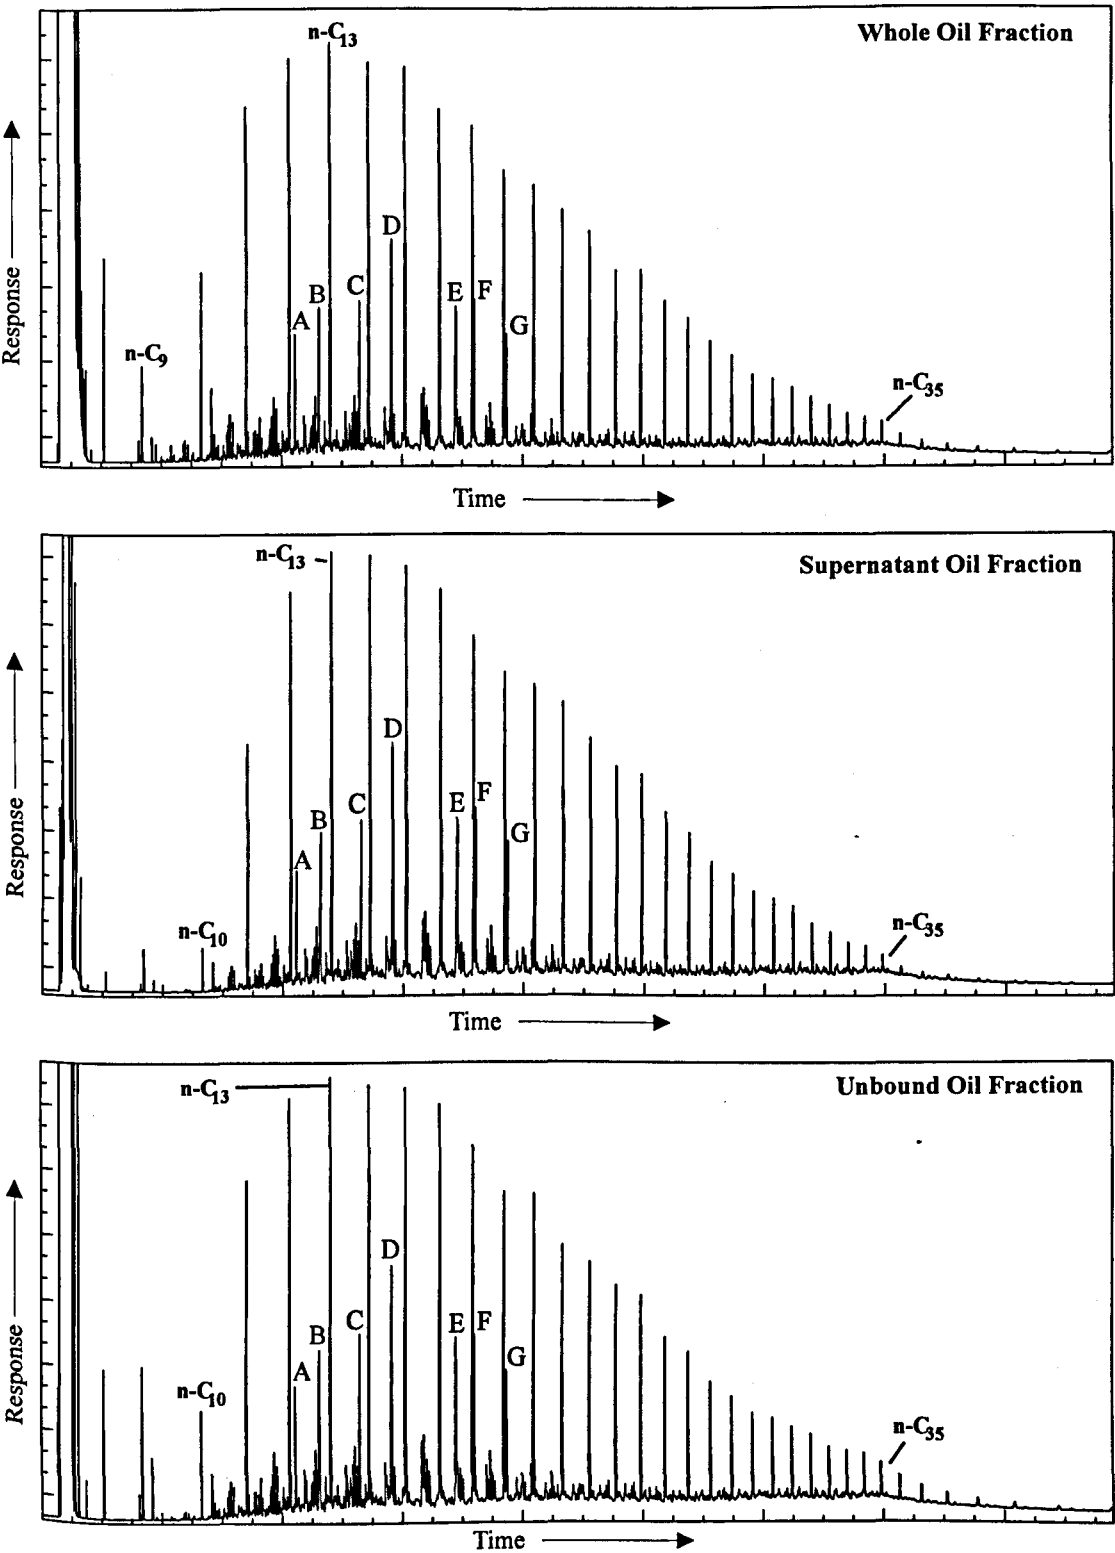 Whole Oil Fraction
n-C13
D
B
C
E
F
A
G
n-C9
n-C35
Response
Time
Supernatant Oil Fraction
n-C13
D
B
C
E
F
A
G
n-C10
n-C35
Response
Time
Unbound Oil Fraction
n-C13
D
B
C
E
F
A
G
n-C10
n-C35
Response
Time